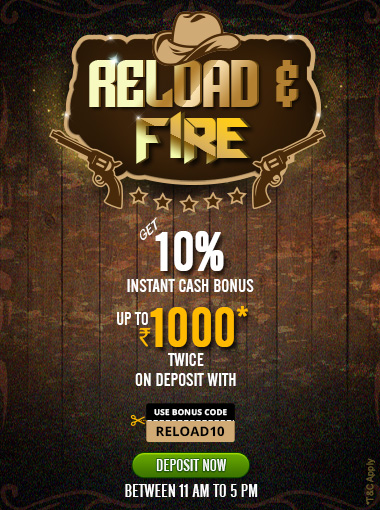 RELOAD &
FIRE
GET
10%
INSTANT CASH BONUS
UP TO ₹1000*
TWICE
ON DEPOSIT WITH
USE BONUS CODE
RELOAD10
DEPOSIT NOW
BETWEEN 11 AM TO 5 PM
*T&C Apply